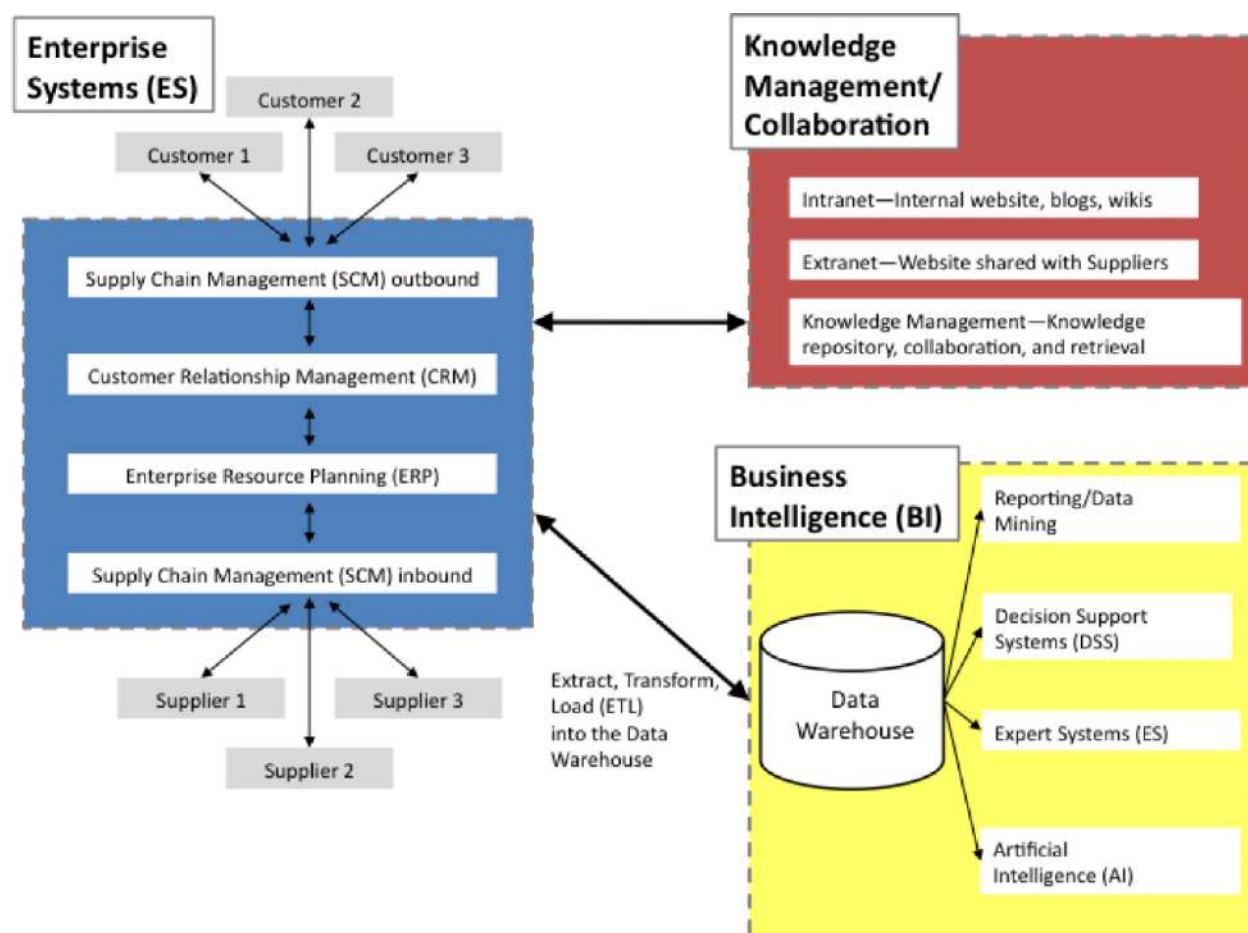 Enterprise
Systems (ES)
Customer 2
Customer 1
Customer 3
Supply Chain Management (SCM) outbound
Customer Relationship Management (CRM)
Enterprise Resource Planning (ERP)
Supply Chain Management (SCM) inbound
Supplier 1
Supplier 3
Supplier 2
Knowledge
Management/
Collaboration
Intranet—Internal website, blogs, wikis
Extranet—Website shared with Suppliers
Knowledge Management—Knowledge
repository, collaboration, and retrieval
Extract, Transform,
Load (ETL)
into the Data
Warehouse
Business
Intelligence (BI)
Data
Warehouse
Reporting/Data
Mining
Decision Support
Systems (DSS)
Expert Systems (ES)
Artificial
Intelligence (AI)